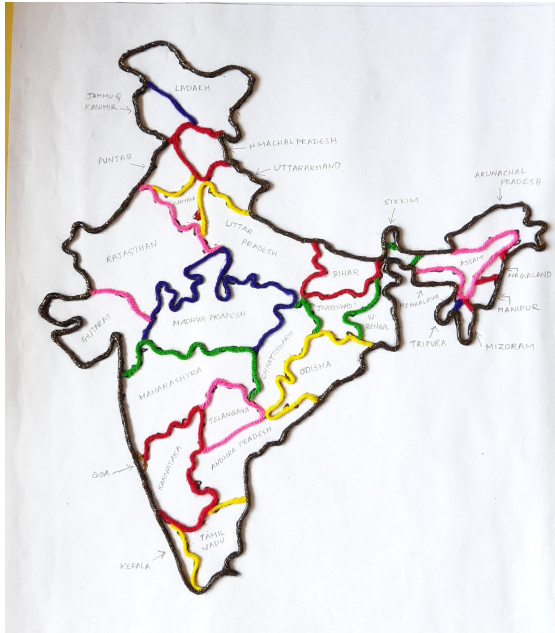 LADAKH
JAMMU &
KASHMIR
HIMACHAL PRADESH
PUNJAB
UTTARAKHAND
ARUNACHAL
PRADESH
SIKKIM
UTTAR
PRADESH
RAJASTHAN
ASSAM
BIHAR
NAGALAND
MEGHALAYA
MANIPUR
JHARKHAND
GUJARAT
MADHYA PRADESH
W.
BENGAL
TRIPURA
MIZORAM
CHHATTISGARH
ODISHA
MAHARASHTRA
TELANGANA
ANDHRA PRADESH
KARNATAKA
GOA
TAMIL
NADU
KERALA